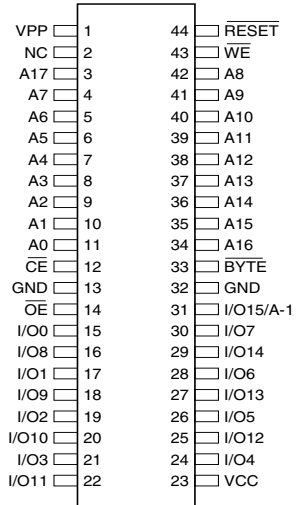 VPP 1 44 RESET
NC 2 43 WE
A17 3 42 A8
A7 4 41 A9
A6 5 40 A10
A5 6 39 A11
A4 7 38 A12
A3 8 37 A13
A2 9 36 A14
A1 10 35 A15
A0 11 34 A16
CE 12 33 BYTE
GND 13 32 GND
OE 14 31 I/O15/A-1
I/O0 15 30 I/O7
I/O8 16 29 I/O14
I/O1 17 28 I/O6
I/O9 18 27 I/O13
I/O2 19 26 I/O5
I/O10 20 25 I/O12
I/O3 21 24 I/O4
I/O11 22 23 VCC